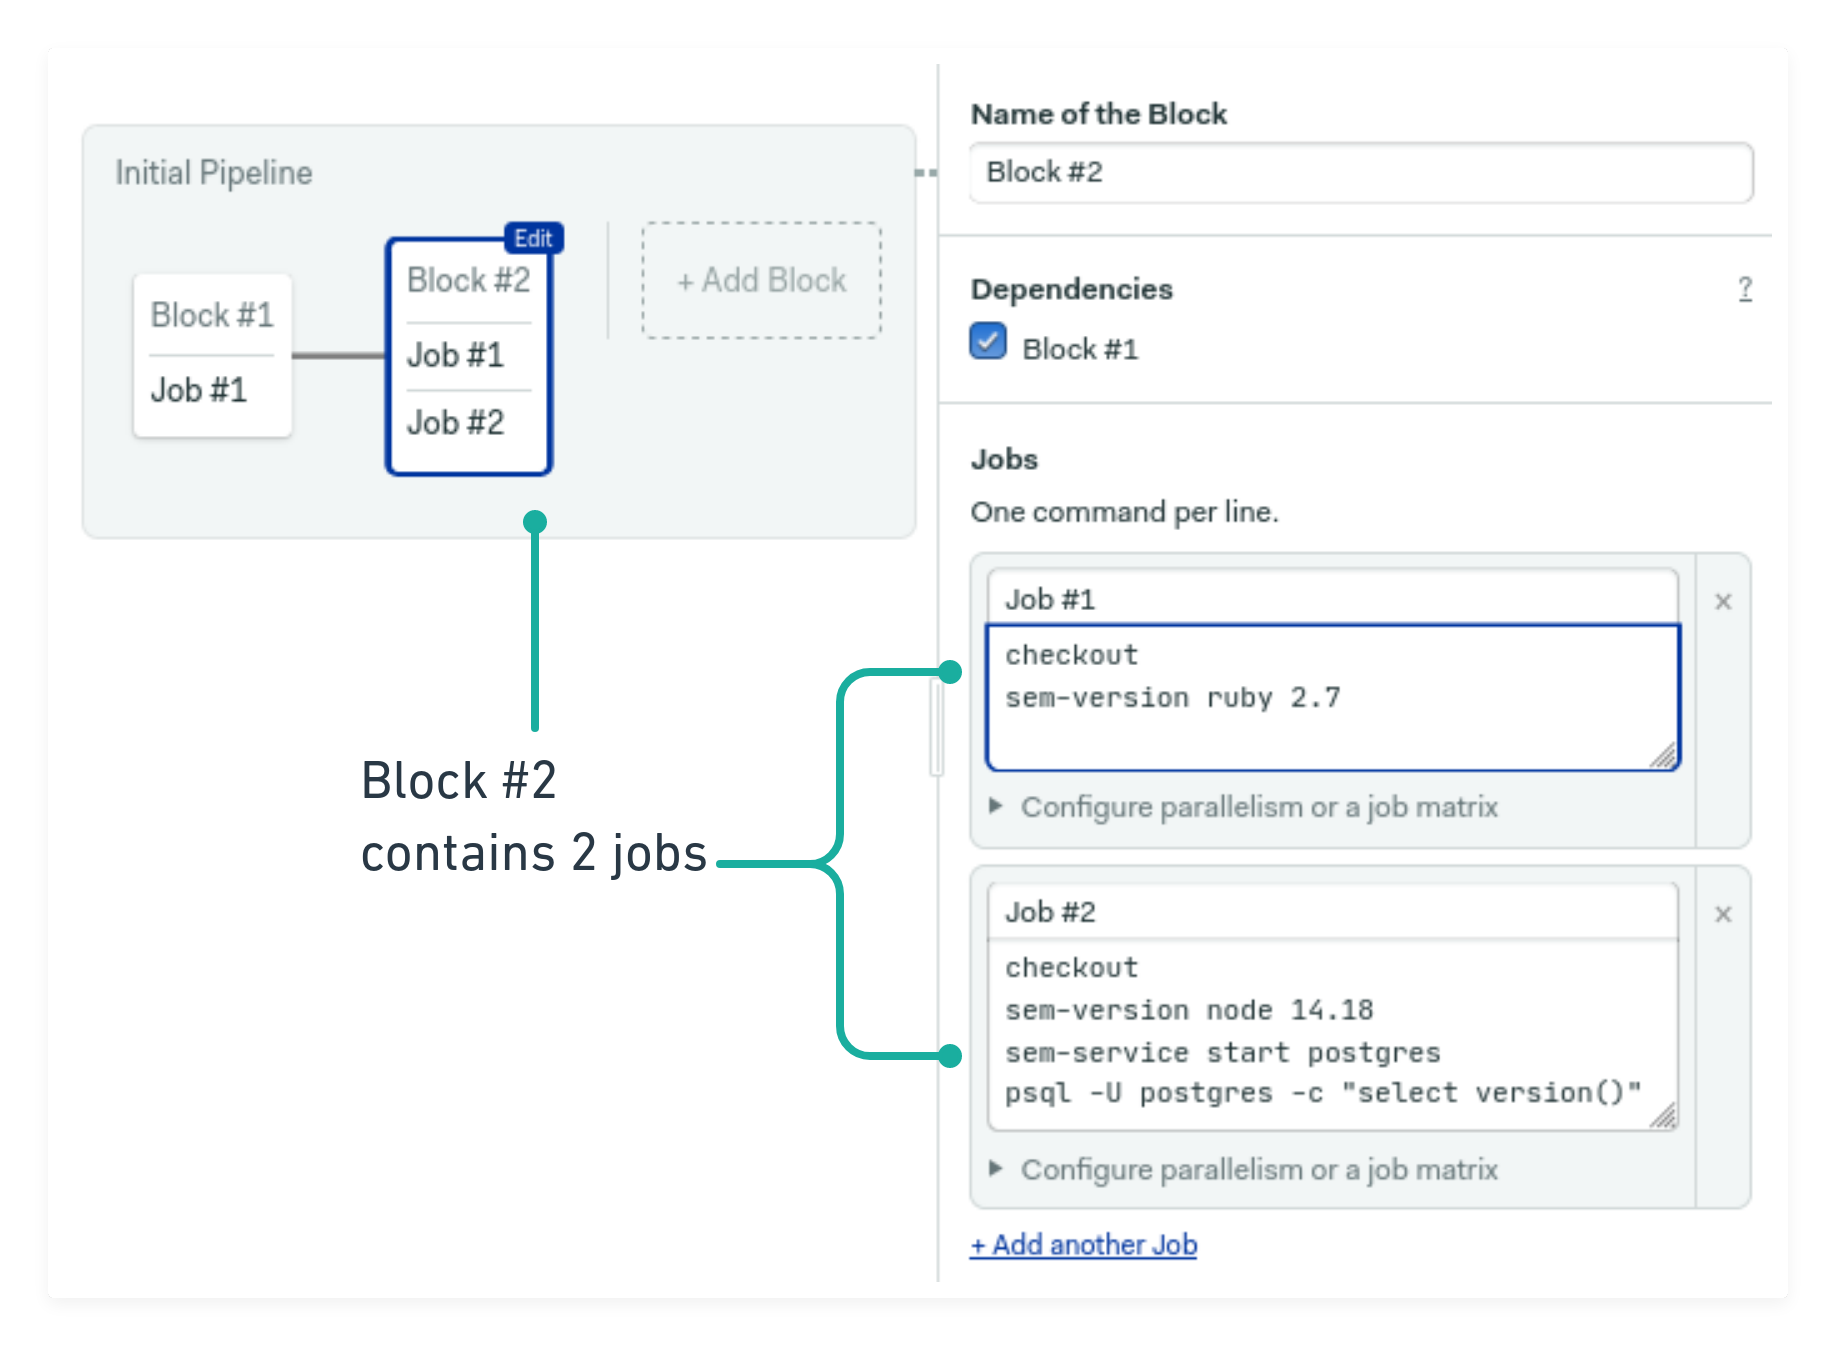 Initial Pipeline
Block #1
Job #1
Edit
Block #2
Job #1
Job #2
+ Add Block
Block #2
contains 2 jobs
Name of the Block
Block #2
Dependencies
?
Block #1
Jobs
One command per line.
Job #1
×
checkout
sem-version ruby 2.7
Configure parallelism or a job matrix
Job #2
×
checkout
sem-version node 14.18
sem-service start postgres
psql -U postgres -c "select version()"
Configure parallelism or a job matrix
+ Add another Job